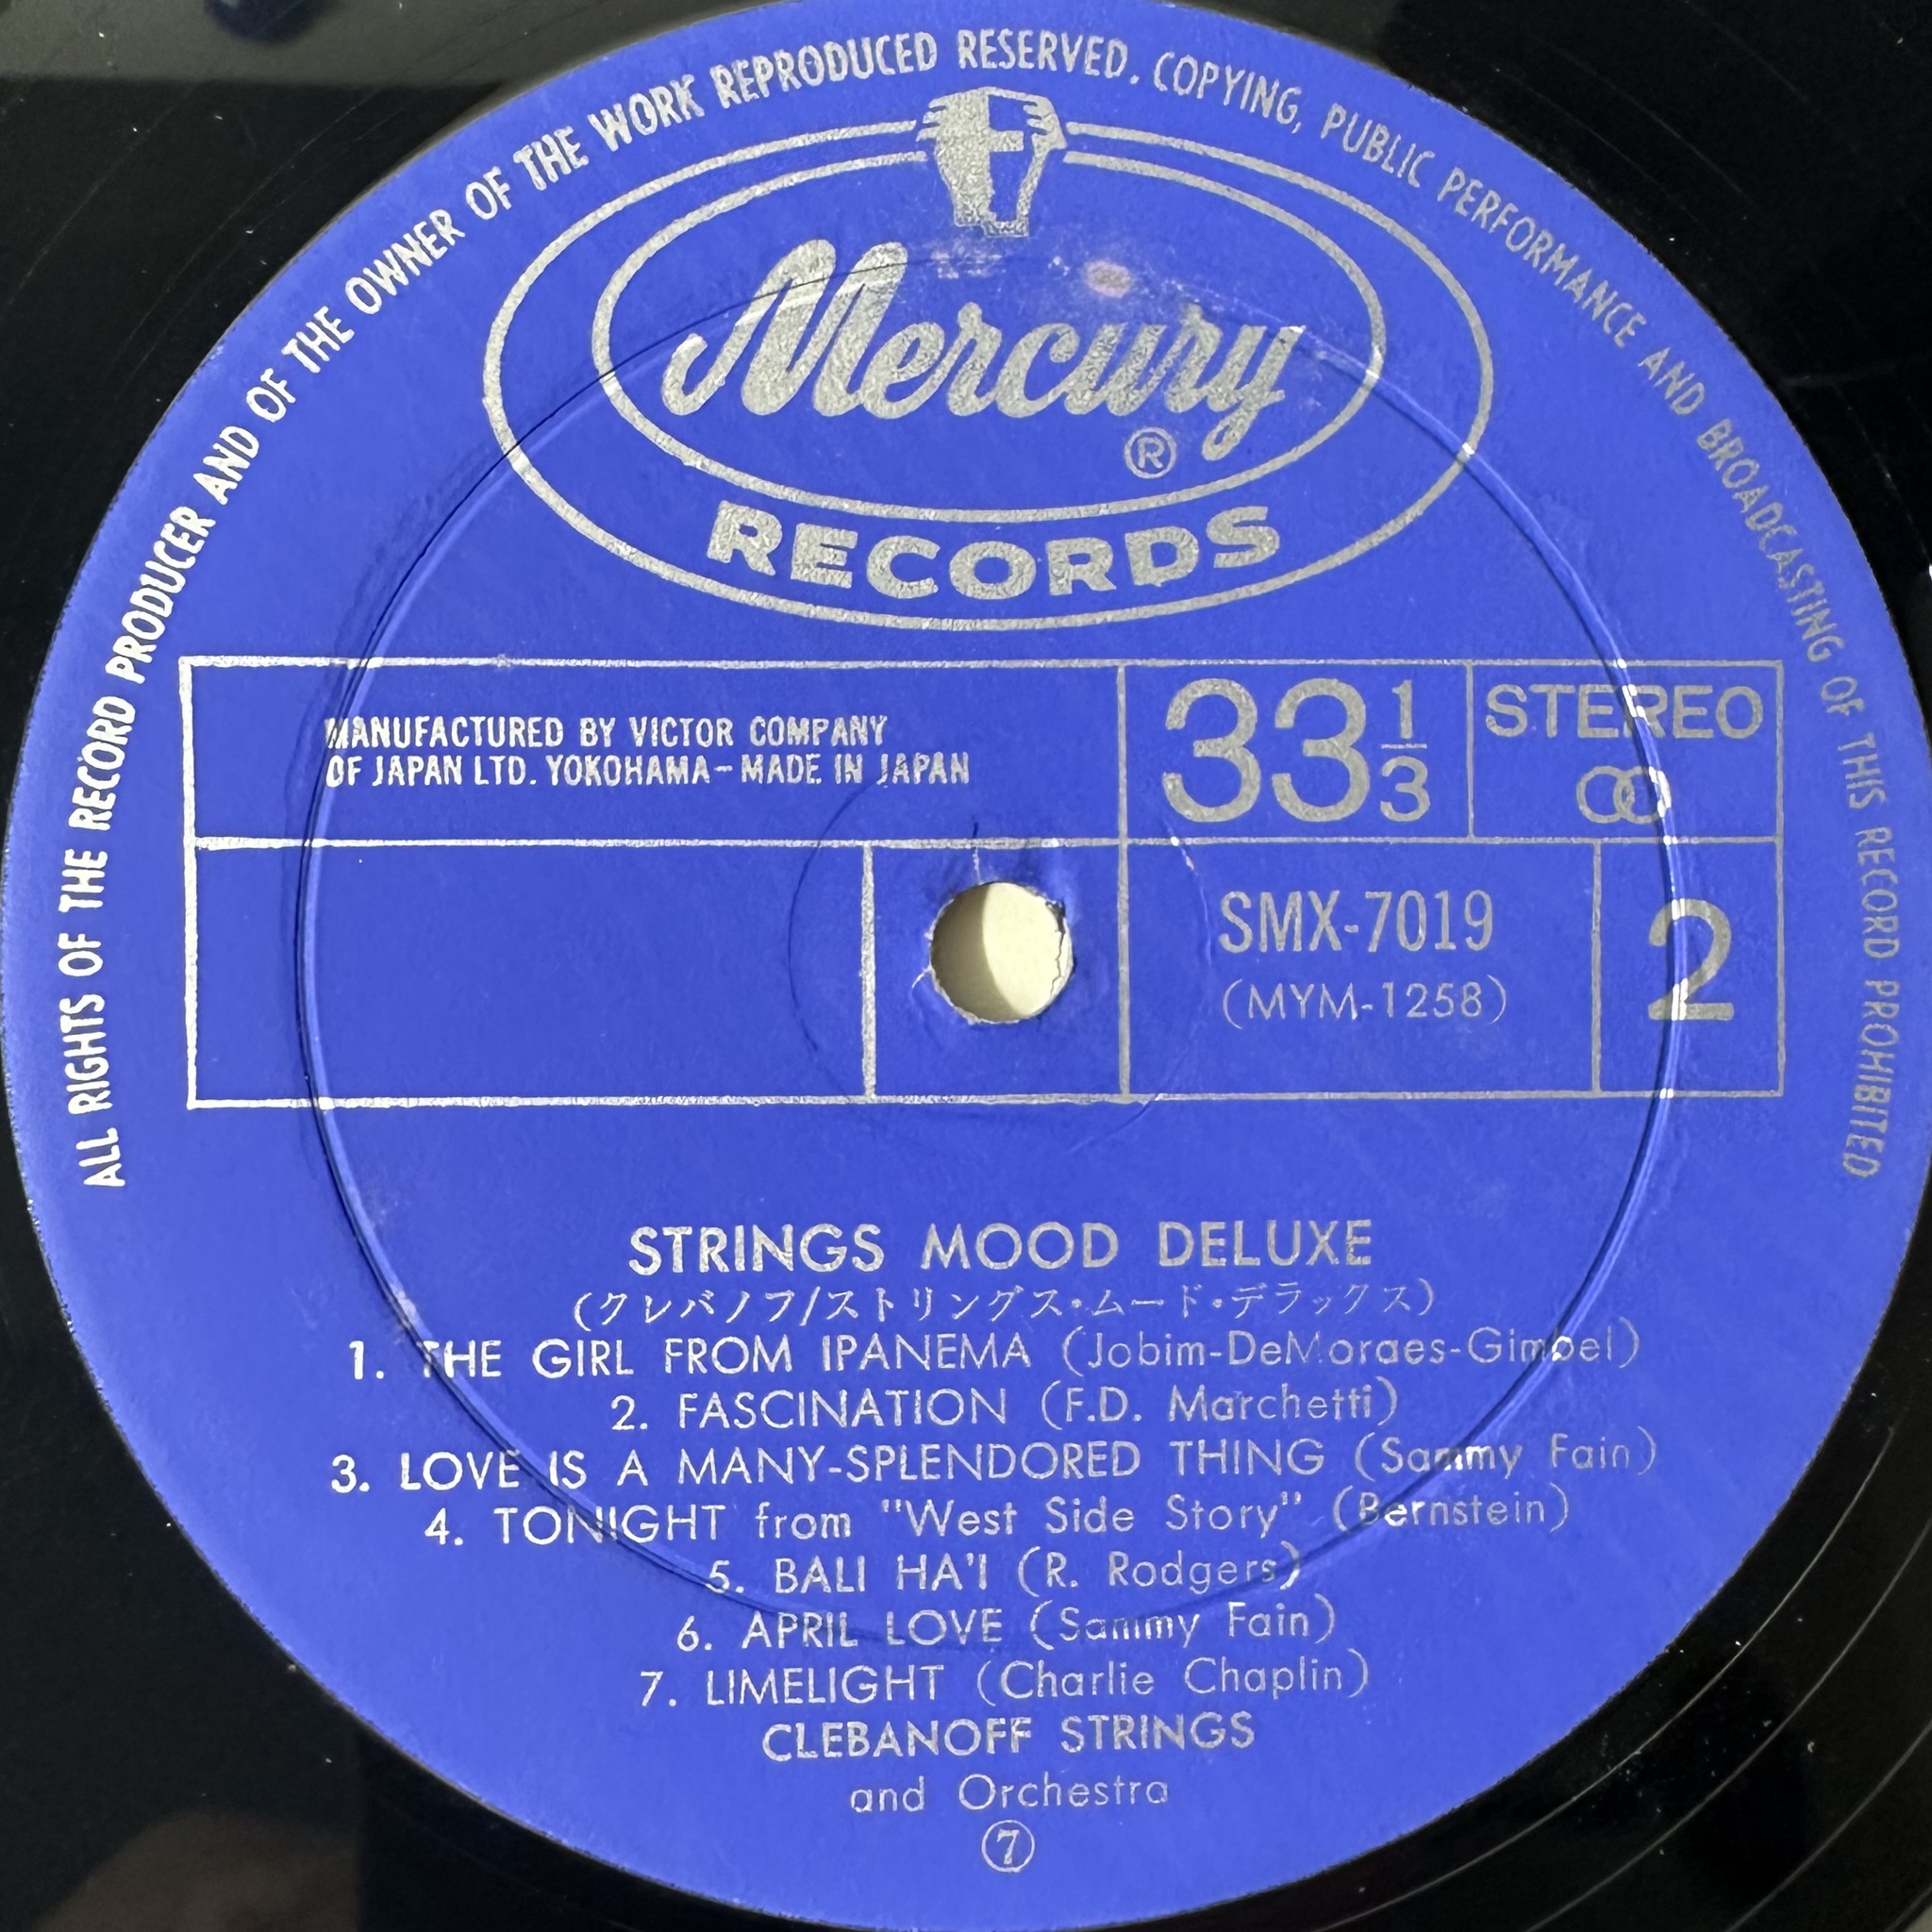 ALL RIGHTS OF THE RECORD PRODUCER AND OF THE OWNER OF THE WORK REPRODUCED RESERVED. COPYING, PUBLIC PERFORMANCE AND BROADCASTING OF THIS RECORD PROHIBITED
Mercury
®
RECORDS
MANUFACTURED BY VICTOR COMPANY
OF JAPAN LTD. YOKOHAMA-MADE IN JAPAN
33 1/3
STEREO
SMX-7019
(MYM-1258)
2
STRINGS MOOD DELUXE
(クレバノフ/ストリングス・ムード・デラックス)
1. THE GIRL FROM IPANEMA (Jobim-DeMoraes-Gimbel)
2. FASCINATION (F.D. Marchetti)
3. LOVE IS A MANY-SPLENDORED THING (Sammy Fain)
4. TONIGHT from "West Side Story" (Bernstein)
5. BALI HA'I (R. Rodgers)
6. APRIL LOVE (Sammy Fain)
7. LIMELIGHT (Charlie Chaplin)
CLEBANOFF STRINGS
and Orchestra
⑦